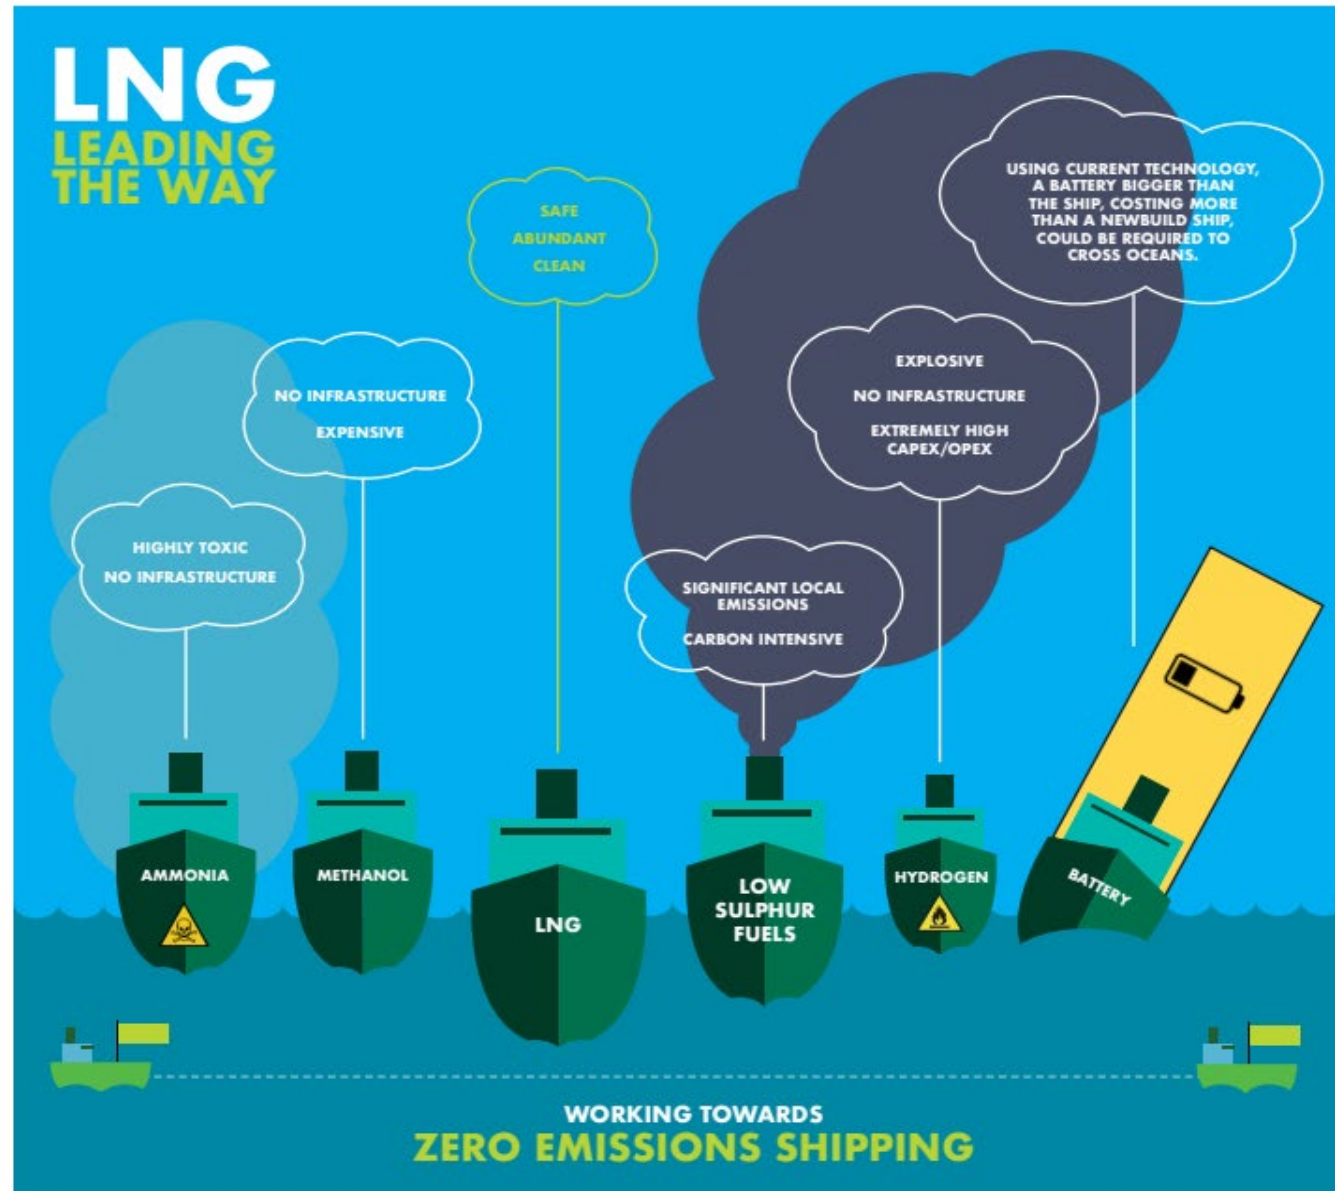 LNG
LEADING
THE WAY
SAFE
ABUNDANT
CLEAN
USING CURRENT TECHNOLOGY,
A BATTERY BIGGER THAN
THE SHIP, COSTING MORE
THAN A NEWBUILD SHIP,
COULD BE REQUIRED TO
CROSS OCEANS.
NO INFRASTRUCTURE
EXPENSIVE
EXPLOSIVE
NO INFRASTRUCTURE
EXTREMELY HIGH
CAPEX/OPEX
HIGHLY TOXIC
NO INFRASTRUCTURE
SIGNIFICANT LOCAL
EMISSIONS
CARBON INTENSIVE
AMMONIA
METHANOL
LNG
LOW
SULPHUR
FUELS
HYDROGEN
BATTERY
WORKING TOWARDS
ZERO EMISSIONS SHIPPING